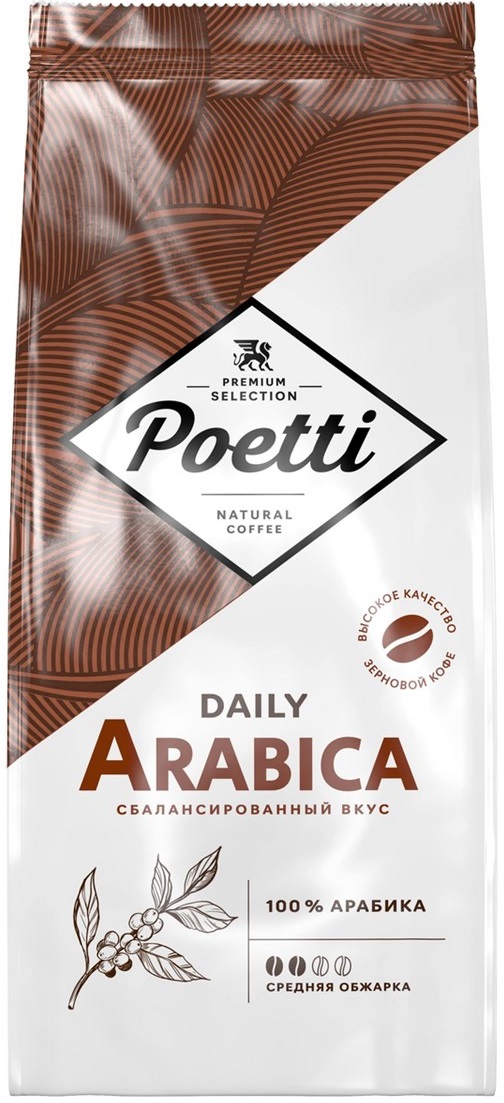 PREMIUM
SELECTION
Poetti
NATURAL
COFFEE
ВЫСОКОЕ КАЧЕСТВО
ЗЕРНОВОЙ КОФЕ
DAILY
ARABICA
СБАЛАНСИРОВАННЫЙ ВКУС
100 % АРАБИКА
СРЕДНЯЯ ОБЖАРКА